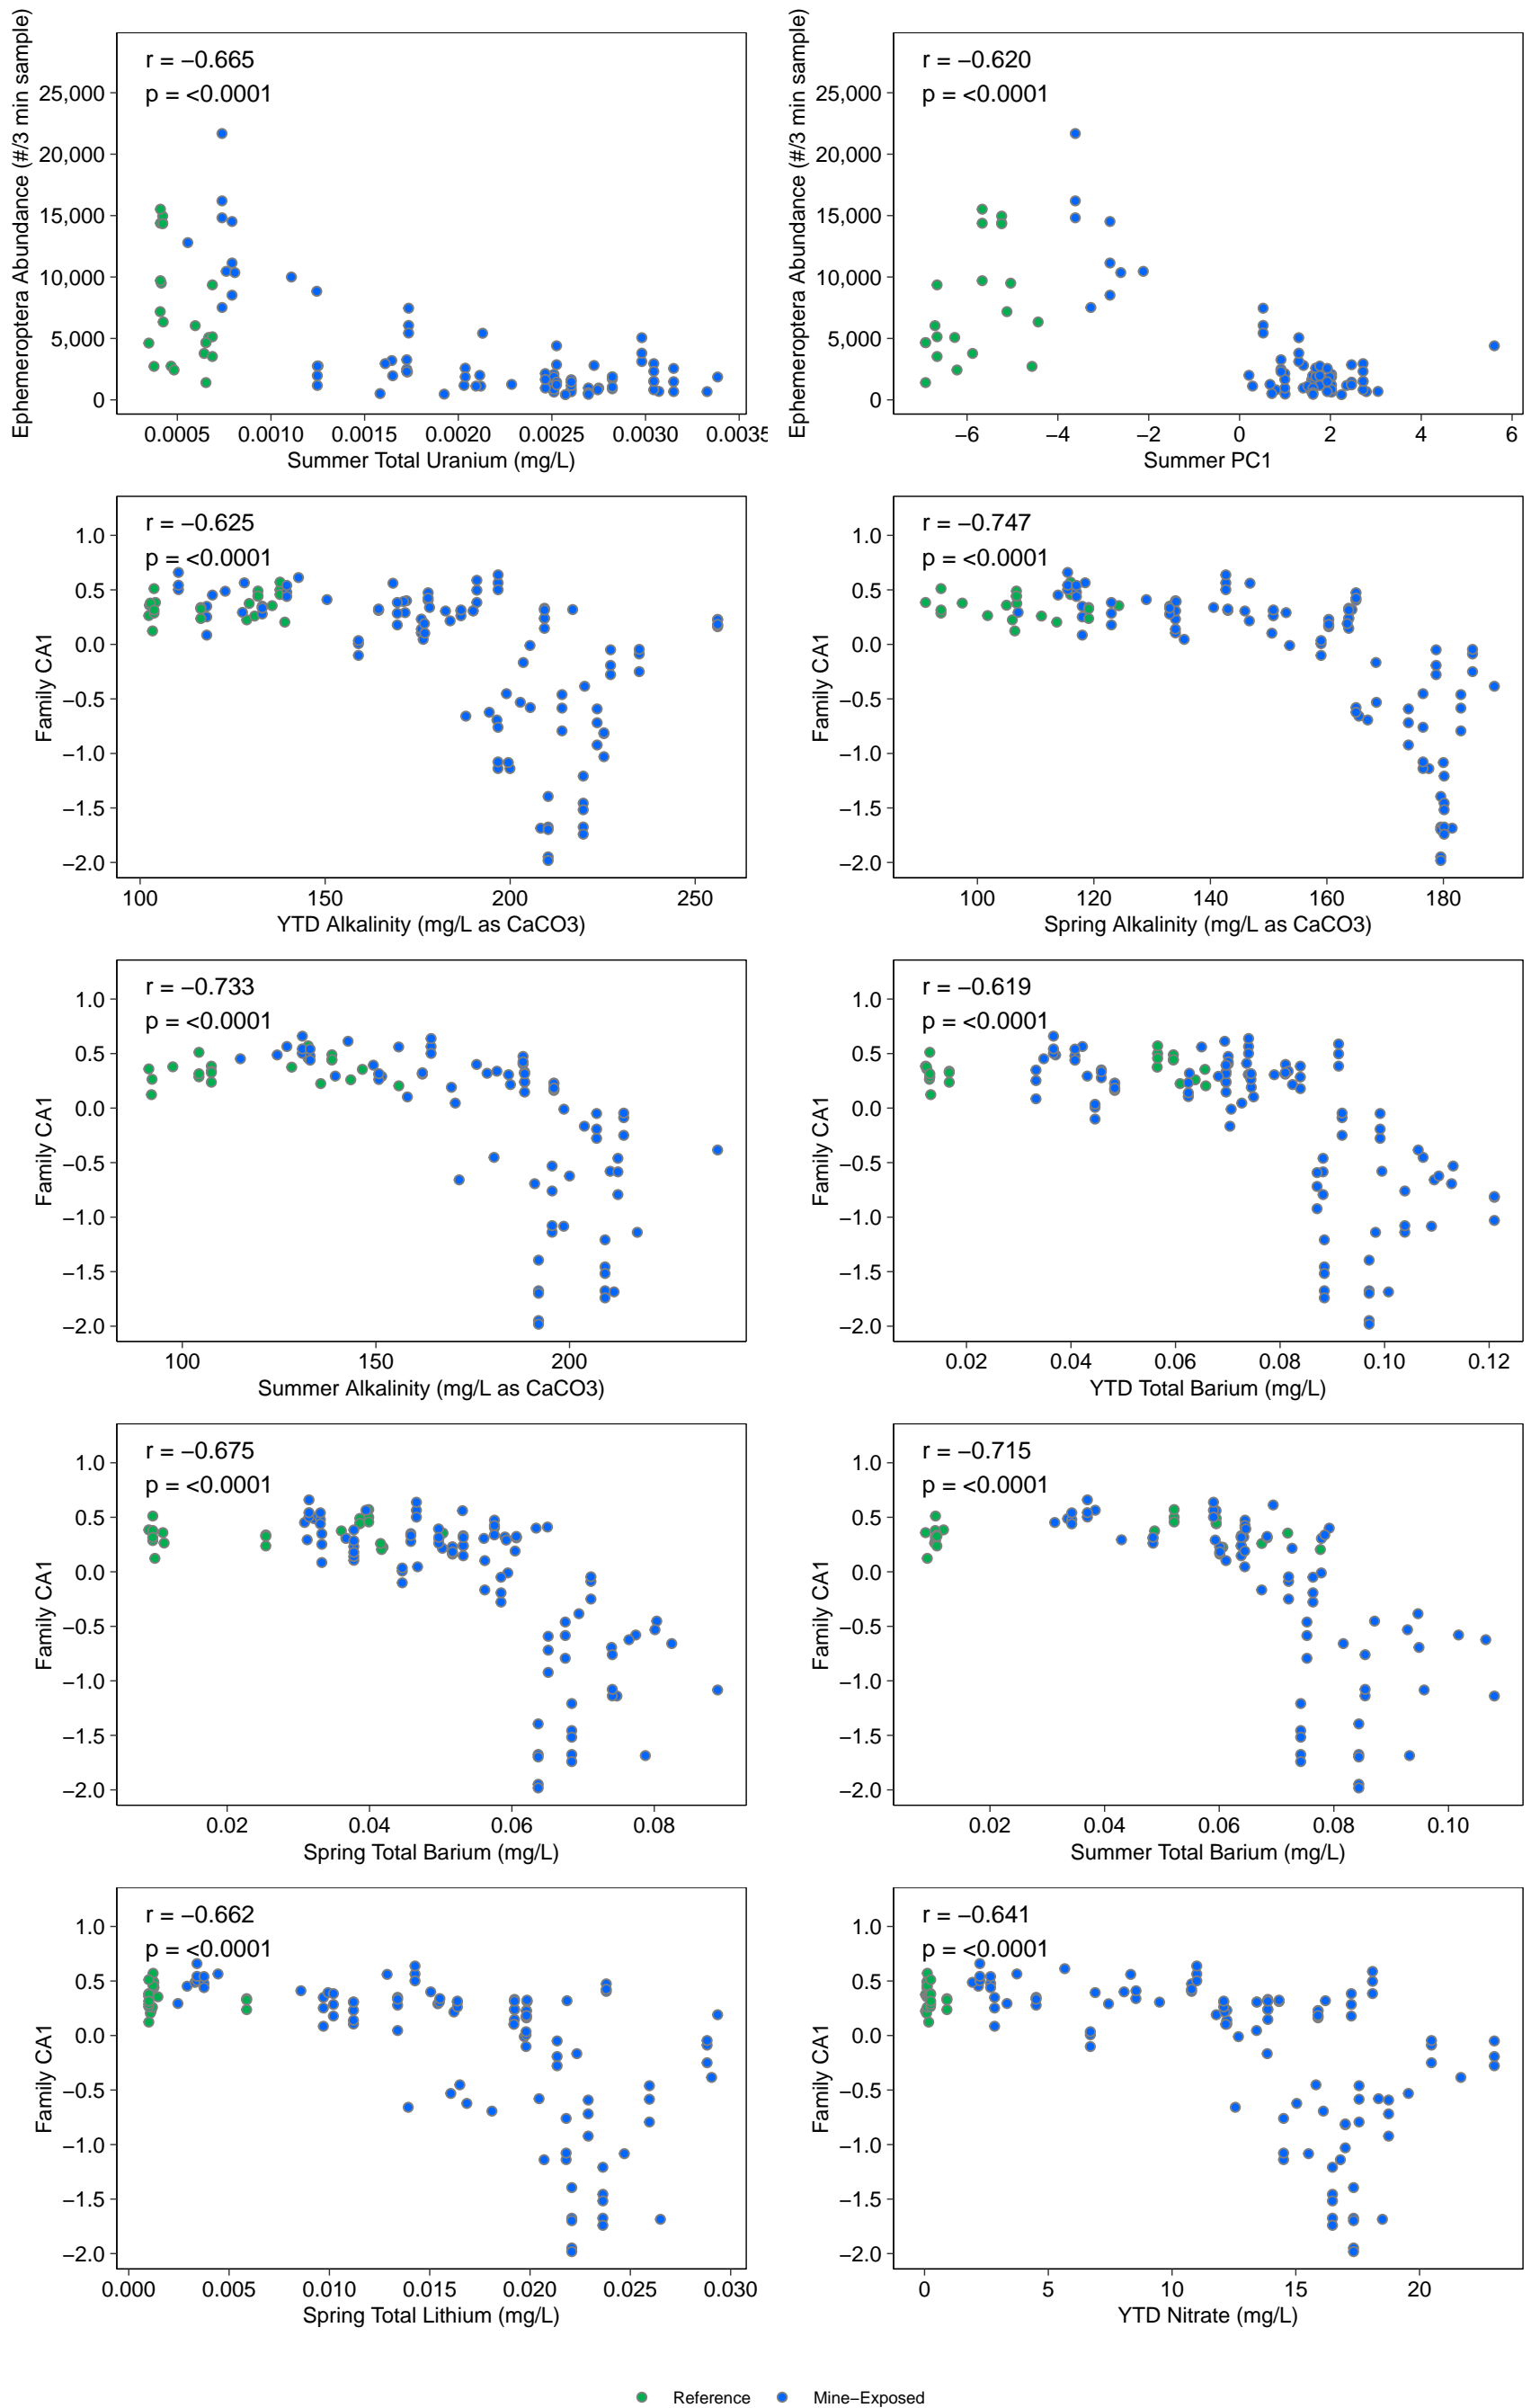 Ephemeroptera Abundance (#/3 min sample)
r = −0.665
p = <0.0001
25,000
20,000
15,000
10,000
5,000
0
0.0005 0.0010 0.0015 0.0020 0.0025 0.0030 0.0035
Summer Total Uranium (mg/L)
Ephemeroptera Abundance (#/3 min sample)
r = −0.620
p = <0.0001
25,000
20,000
15,000
10,000
5,000
0
−6 −4 −2 0 2 4 6
Summer PC1
Family CA1
r = −0.625
p = <0.0001
1.0
0.5
0.0
−0.5
−1.0
−1.5
−2.0
100 150 200 250
YTD Alkalinity (mg/L as CaCO3)
Family CA1
r = −0.747
p = <0.0001
1.0
0.5
0.0
−0.5
−1.0
−1.5
−2.0
100 120 140 160 180
Spring Alkalinity (mg/L as CaCO3)
Family CA1
r = −0.733
p = <0.0001
1.0
0.5
0.0
−0.5
−1.0
−1.5
−2.0
100 150 200
Summer Alkalinity (mg/L as CaCO3)
Family CA1
r = −0.619
p = <0.0001
1.0
0.5
0.0
−0.5
−1.0
−1.5
−2.0
0.02 0.04 0.06 0.08 0.10 0.12
YTD Total Barium (mg/L)
Family CA1
r = −0.675
p = <0.0001
1.0
0.5
0.0
−0.5
−1.0
−1.5
−2.0
0.02 0.04 0.06 0.08
Spring Total Barium (mg/L)
Family CA1
r = −0.715
p = <0.0001
1.0
0.5
0.0
−0.5
−1.0
−1.5
−2.0
0.02 0.04 0.06 0.08 0.10
Summer Total Barium (mg/L)
Family CA1
r = −0.662
p = <0.0001
1.0
0.5
0.0
−0.5
−1.0
−1.5
−2.0
0.000 0.005 0.010 0.015 0.020 0.025 0.030
Spring Total Lithium (mg/L)
Family CA1
r = −0.641
p = <0.0001
1.0
0.5
0.0
−0.5
−1.0
−1.5
−2.0
0 5 10 15 20
YTD Nitrate (mg/L)
Reference Mine−Exposed